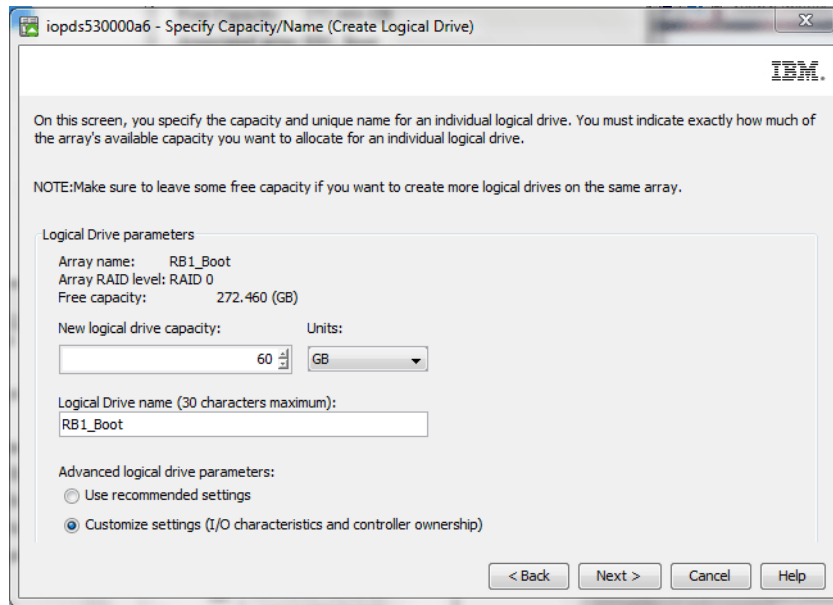 iopds530000a6 - Specify Capacity/Name (Create Logical Drive)
IBM.
On this screen, you specify the capacity and unique name for an individual logical drive. You must indicate exactly how much of
the array's available capacity you want to allocate for an individual logical drive.
NOTE:Make sure to leave some free capacity if you want to create more logical drives on the same array.
Logical Drive parameters
Array name: RB1_Boot
Array RAID level: RAID 0
Free capacity: 272.460 (GB)
New logical drive capacity: Units:
60 GB
Logical Drive name (30 characters maximum):
RB1_Boot
Advanced logical drive parameters:
Use recommended settings
Customize settings (I/O characteristics and controller ownership)
< Back Next > Cancel Help